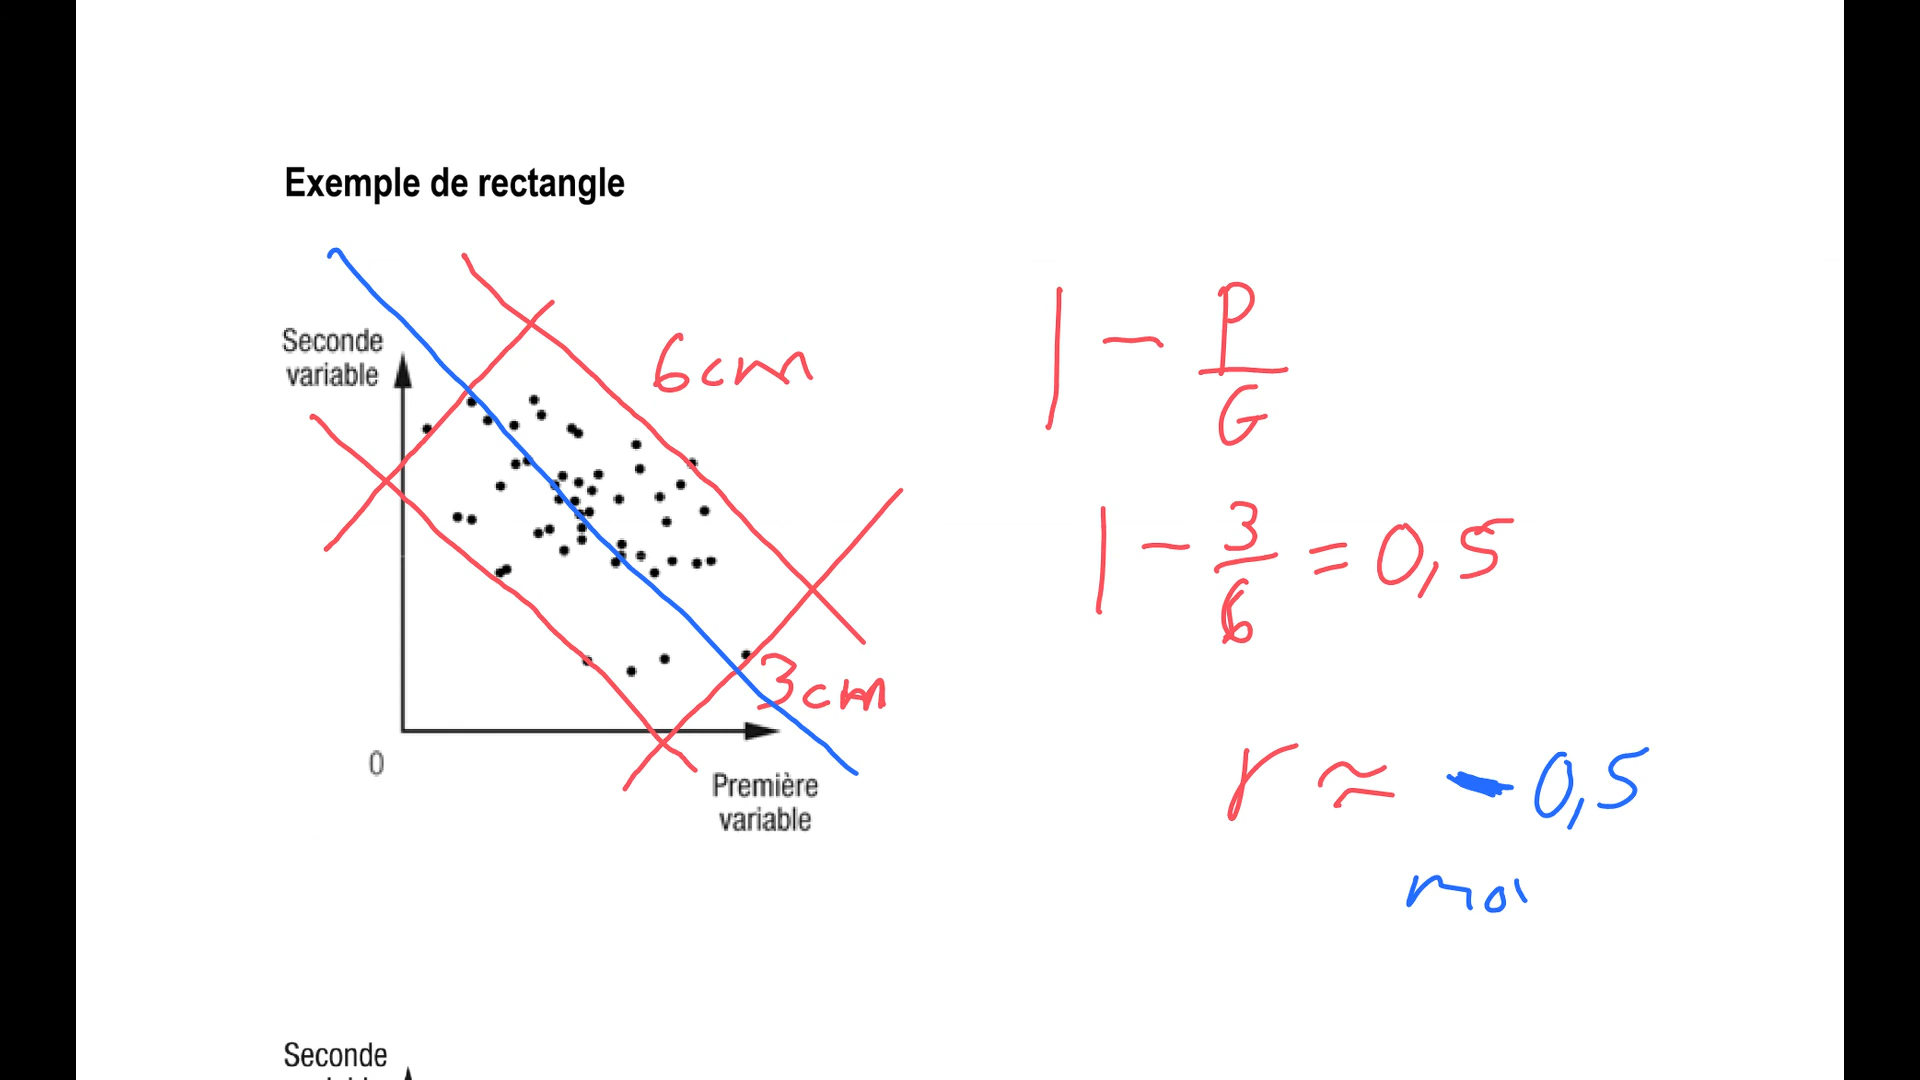 Exemple de rectangle
Seconde
variable
6cm
1 - P/G
1 - 3/6 = 0,5
3cm
0
Première
variable
r ≈ - 0,5
moi
Seconde